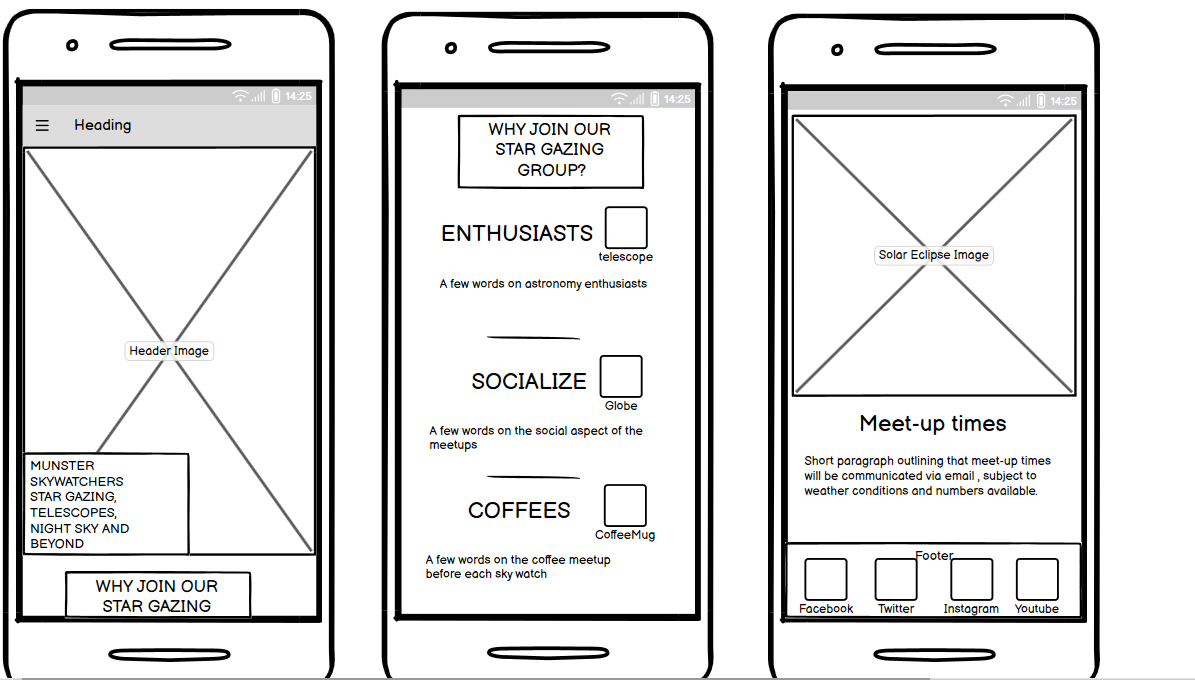 14:25
Heading
Header Image
MUNSTER
SKYWATCHERS
STAR GAZING,
TELESCOPES,
NIGHT SKY AND
BEYOND
WHY JOIN OUR
STAR GAZING
14:25
WHY JOIN OUR
STAR GAZING
GROUP?
ENTHUSIASTS
telescope
A few words on astronomy enthusiasts
SOCIALIZE
Globe
A few words on the social aspect of the
meetups
COFFEES
CoffeeMug
A few words on the coffee meetup
before each sky watch
14:25
Solar Eclipse Image
Meet-up times
Short paragraph outlining that meet-up times
will be communicated via email , subject to
weather conditions and numbers available.
Footer
Facebook Twitter Instagram Youtube